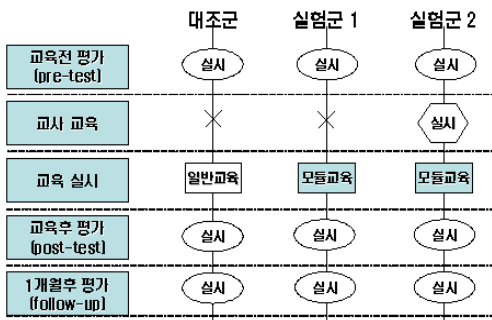 대조군 실험군 1 실험군 2
교육전 평가 실시 실시 실시
(pre-test)
교사 교육 실시
교육 실시 일반교육 모듈교육 모듈교육
교육후 평가 실시 실시 실시
(post-test)
1개월후 평가 실시 실시 실시
(follow-up)